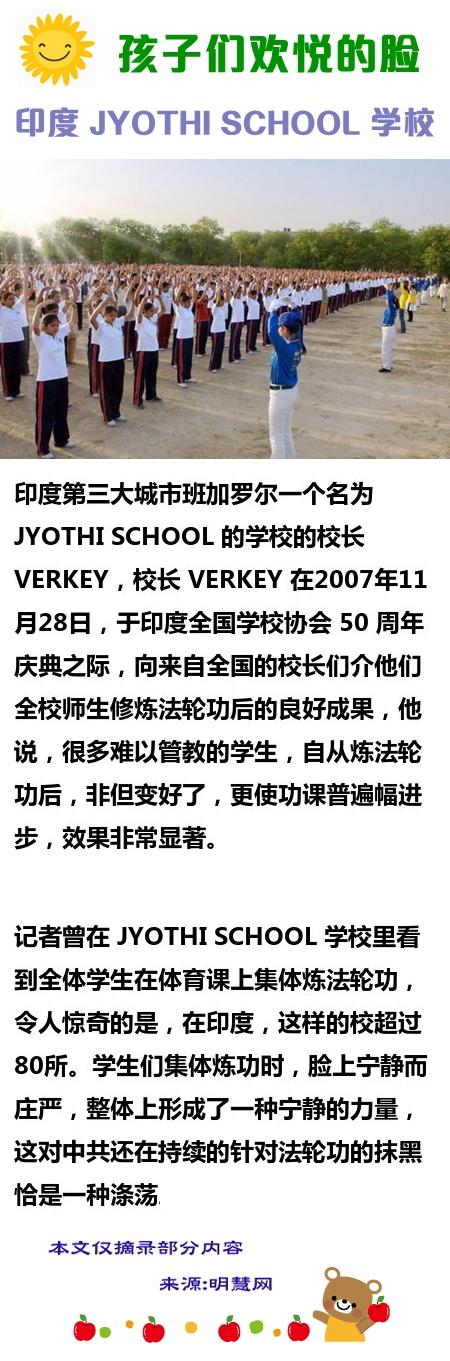 孩子们欢悦的脸
印度 JYOTHI SCHOOL 学校
印度第三大城市班加罗尔一个名为
JYOTHI SCHOOL 的学校的校长
VERKEY，校长 VERKEY 在2007年11
月28日，于印度全国学校协会 50 周年
庆典之际，向来自全国的校长们介他们
全校师生修炼法轮功后的良好成果，他
说，很多难以管教的学生，自从炼法轮
功后，非但变好了，更使功课普遍幅进
步，效果非常显著。
记者曾在 JYOTHI SCHOOL 学校里看
到全体学生在体育课上集体炼法轮功，
令人惊奇的是，在印度，这样的校超过
80所。学生们集体炼功时，脸上宁静而
庄严，整体上形成了一种宁静的力量，
这对中共还在持续的针对法轮功的抹黑
恰是一种涤荡.
本文仅摘录部分内容
来源:明慧网